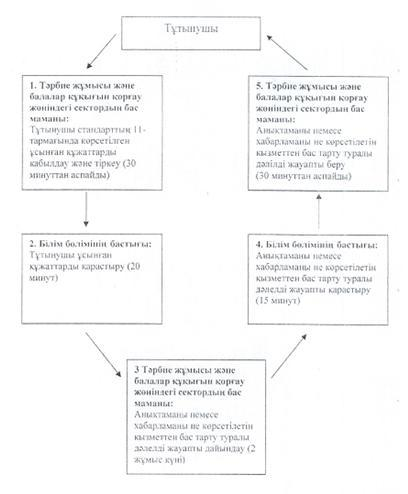 Тұтынушы
1. Тәрбие жұмысы және
балалар құқығын қорғау
жөніндегі сектордың бас
маманы:
Тұтынушы стандарттың 11-
тармағында көрсетілген
ұсынған құжаттарды
қабылдау және тіркеу (30
минуттан аспайды)
2. Білім бөлімінің бастығы:
Тұтынушы ұсынған
құжаттарды қарастыру (20
минут)
3 Тәрбие жұмысы және
балалар құқығын қорғау
жөніндегі сектордың бас
маманы:
Анықтаманы немесе
хабарламаны не көрсетілетін
қызметтен бас тарту туралы
дәлелді жауапты дайындау (2
жұмыс күні)
4. Білім бөлімінің бастығы:
Анықтаманы немесе
хабарламаны не көрсетілетін
қызметтен бас тарту туралы
дәлелді жауапты қарастыру
(15 минут)
5. Тәрбие жұмысы және
балалар құқығын қорғау
жөніндегі сектордың бас
маманы:
Анықтаманы немесе
хабарламаны не көрсетілетін
қызметтен бас тарту туралы
дәлілді жауапты беру
(30 минуттан аспайды)